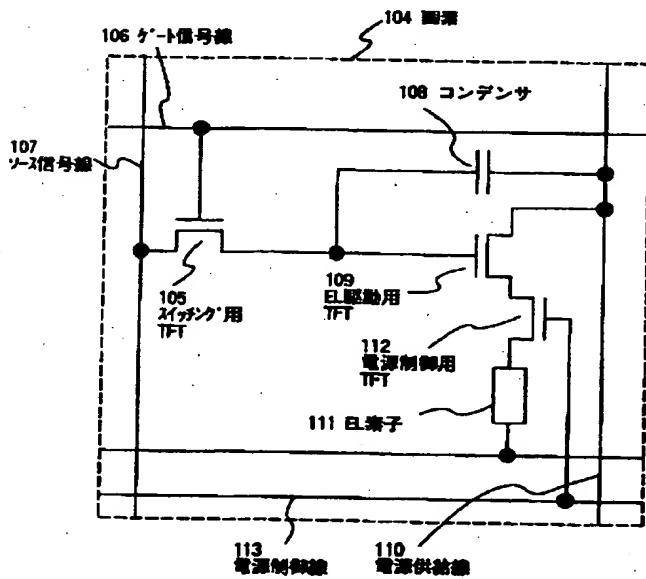 104 画素
106 ゲート信号線
108 コンデンサ
107
ソース信号線
109
EL駆動用
TFT
105
スイッチング用
TFT
112
電源制御用
TFT
111 EL素子
113
電源制御線
110
電源供給線